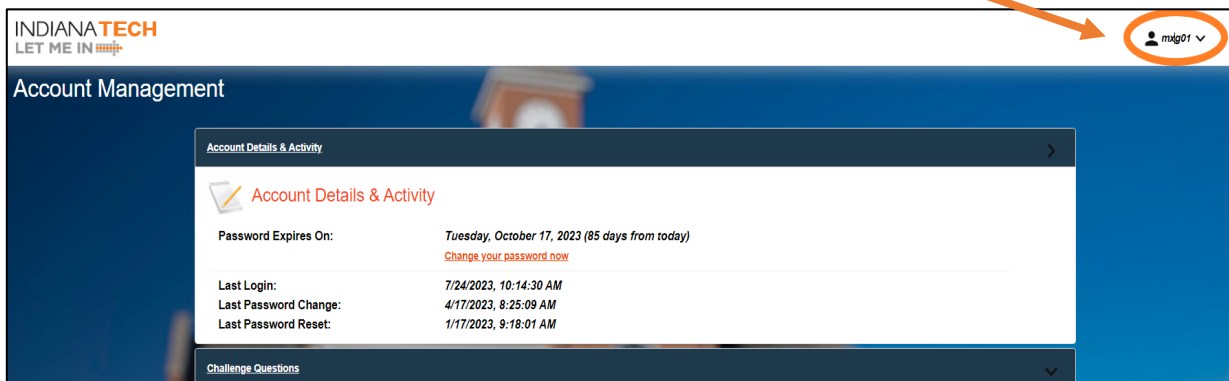 INDIANA TECH
LET ME IN
mxlg01
Account Management
Account Details & Activity
Account Details & Activity
Password Expires On: Tuesday, October 17, 2023 (85 days from today)
Change your password now
Last Login: 7/24/2023, 10:14:30 AM
Last Password Change: 4/17/2023, 8:25:09 AM
Last Password Reset: 1/17/2023, 9:18:01 AM
Challenge Questions